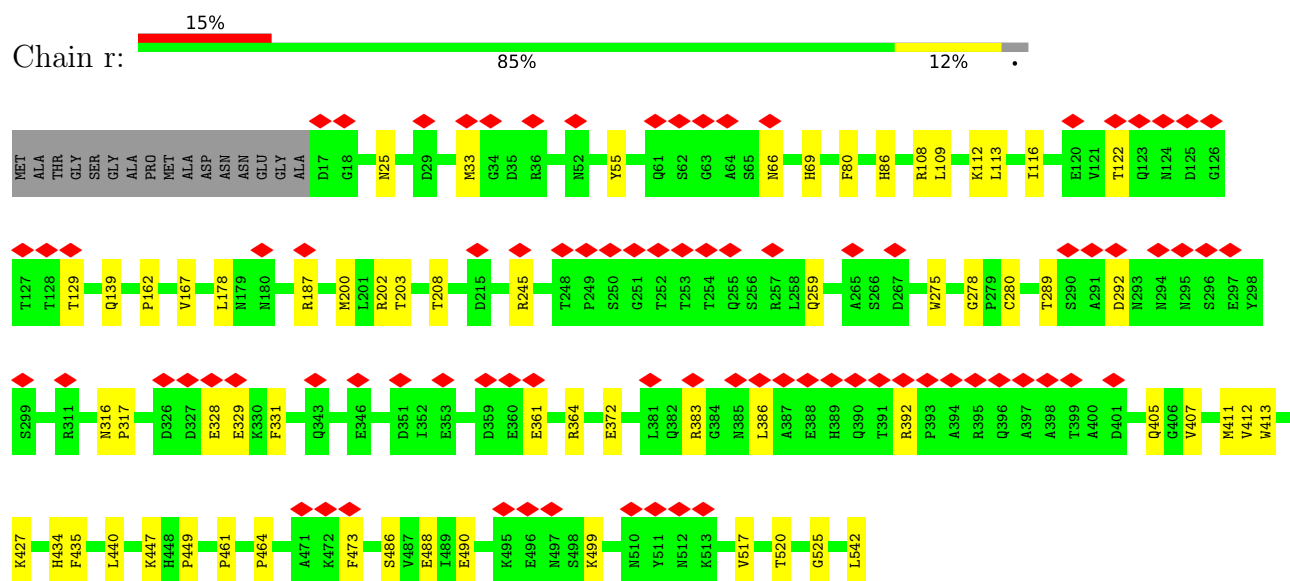 15%
Chain r:
85% 12% •
MET ALA THR GLY SER GLY ALA PRO MET ALA ASP ASN ASN GLU GLY ALA D17 G18 N25 D29 M33 G34 D35 R36 N52 Y55 Q61 S62 G63 A64 S65 N66 H69 F80 H86 R108 L109 K112 L113 I116 E120 V121 T122 Q123 N124 D125 G126
T127 T128 T129 Q139 P162 V167 L178 N179 N180 R187 M200 L201 R202 T203 T208 D215 R245 T248 P249 S250 G251 T252 T253 T254 Q255 S256 R257 L258 Q259 A265 S266 D267 W275 G278 P279 C280 T289 S290 A291 D292 N293 N294 N295 S296 E297 Y298
S299 R311 N316 P317 D326 D327 E328 E329 K330 F331 Q343 E346 D351 I352 E353 D359 E360 E361 R364 E372 L381 Q382 R383 G384 N385 L386 A387 E388 H389 Q390 T391 R392 P393 A394 R395 Q396 A397 A398 T399 A400 D401 Q405 G406 V407 M411 V412 W413
K427 H434 F435 L440 K447 H448 P449 P461 P464 A471 K472 F473 S486 V487 E488 I489 E490 K495 E496 N497 S498 K499 N510 Y511 N512 K513 V517 T520 G525 L542